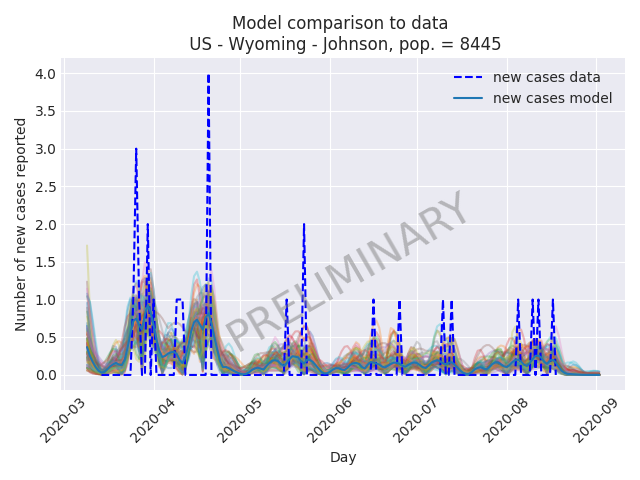 Model comparison to data
US - Wyoming - Johnson, pop. = 8445
new cases data
new cases model
Number of new cases reported
4.0
3.5
3.0
2.5
2.0
1.5
1.0
0.5
0.0
PRELIMINARY
2020-03
2020-04
2020-05
2020-06
2020-07
2020-08
2020-09
Day